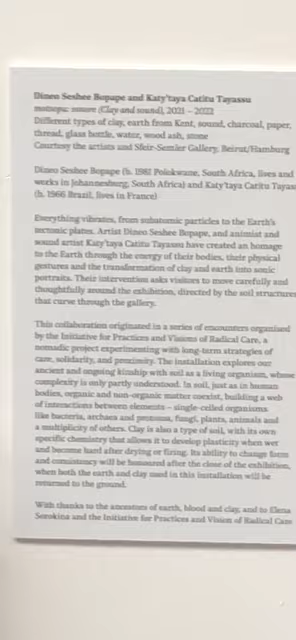 Dineo Seshee Bopape and Katy'taya Catitu Tayassu
(Clay and sound), 2021 – 2022
Different types of clay, earth from Kent, sound, charcoal, paper,
thread, glass bottle, water, wood ash, stone
Courtesy the artists and Sfeir-Semler Gallery, Beirut/Hamburg
Dineo Seshee Bopape (b. 1981 Polokwane, South Africa, lives and
works in Johannesburg, South Africa) and Katy'taya Catitu Tayassu
(b. 1966 Brazil, lives in France)
Everything vibrates, from subatomic particles to the Earth's
tectonic plates. Artist Dineo Seshee Bopape, and animist and
sound artist Katy'taya Catitu Tayassu have created an homage
to the Earth through the energy of their bodies, their physical
gestures and the transformation of clay and earth into sonic
portraits. Their intervention asks visitors to move carefully and
thoughtfully around the exhibition, directed by the soil structures
that curve through the gallery.
This collaboration originated in a series of encounters organised
by the Initiative for Practices and Visions of Radical Care, a
nomadic project experimenting with long-term strategies of
care, solidarity, and proximity. The installation explores our
ancient and ongoing kinship with soil as a living organism, whose
complexity is only partly understood. In soil, just as in human
bodies, organic and non-organic matter coexist, building a web
of interactions between elements – single-celled organisms
like bacteria, archaea and protozoa, fungi, plants, animals and
a multiplicity of others. Clay is also a type of soil, with its own
specific chemistry that allows it to develop plasticity when wet
and become hard after drying or firing. Its ability to change form
and consistency will be honoured after the close of the exhibition,
when both the earth and clay used in this installation will be
returned to the ground.
With thanks to the ancestors of earth, blood and clay, and to Elena
Sorokina and the Initiative for Practices and Vision of Radical Care